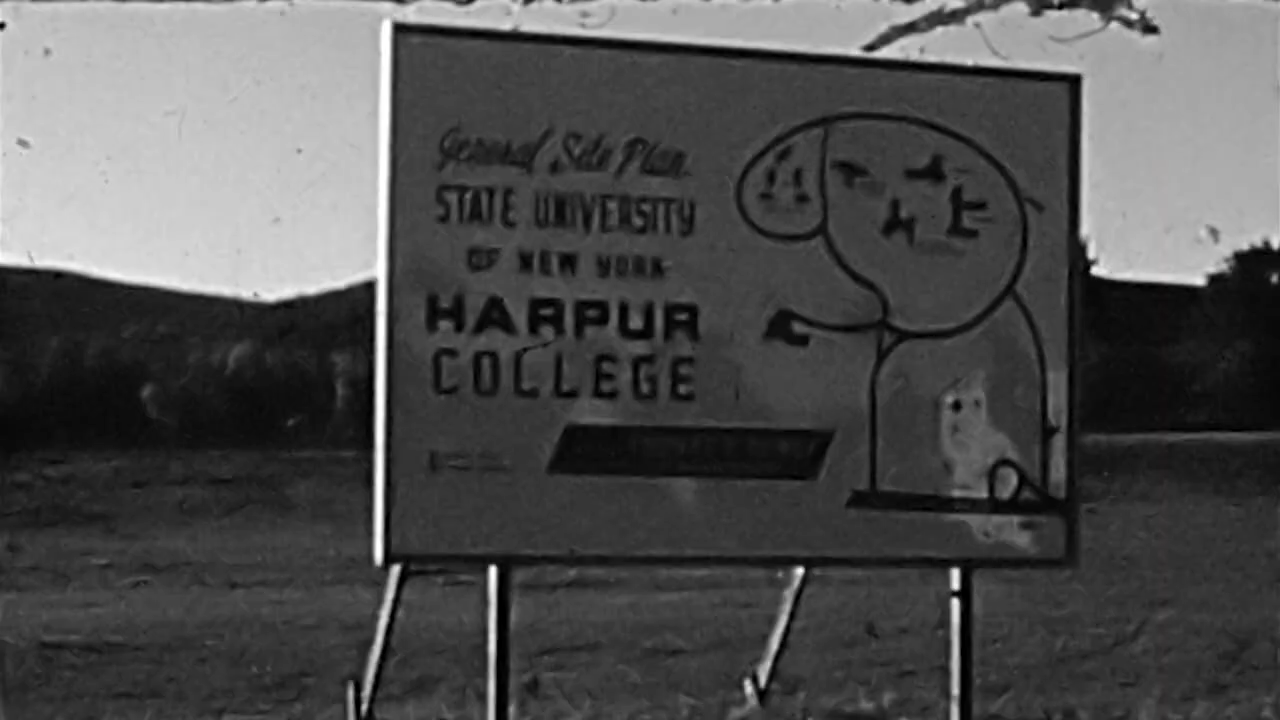 General Site Plan
STATE UNIVERSITY
OF NEW YORK
HARPUR
COLLEGE